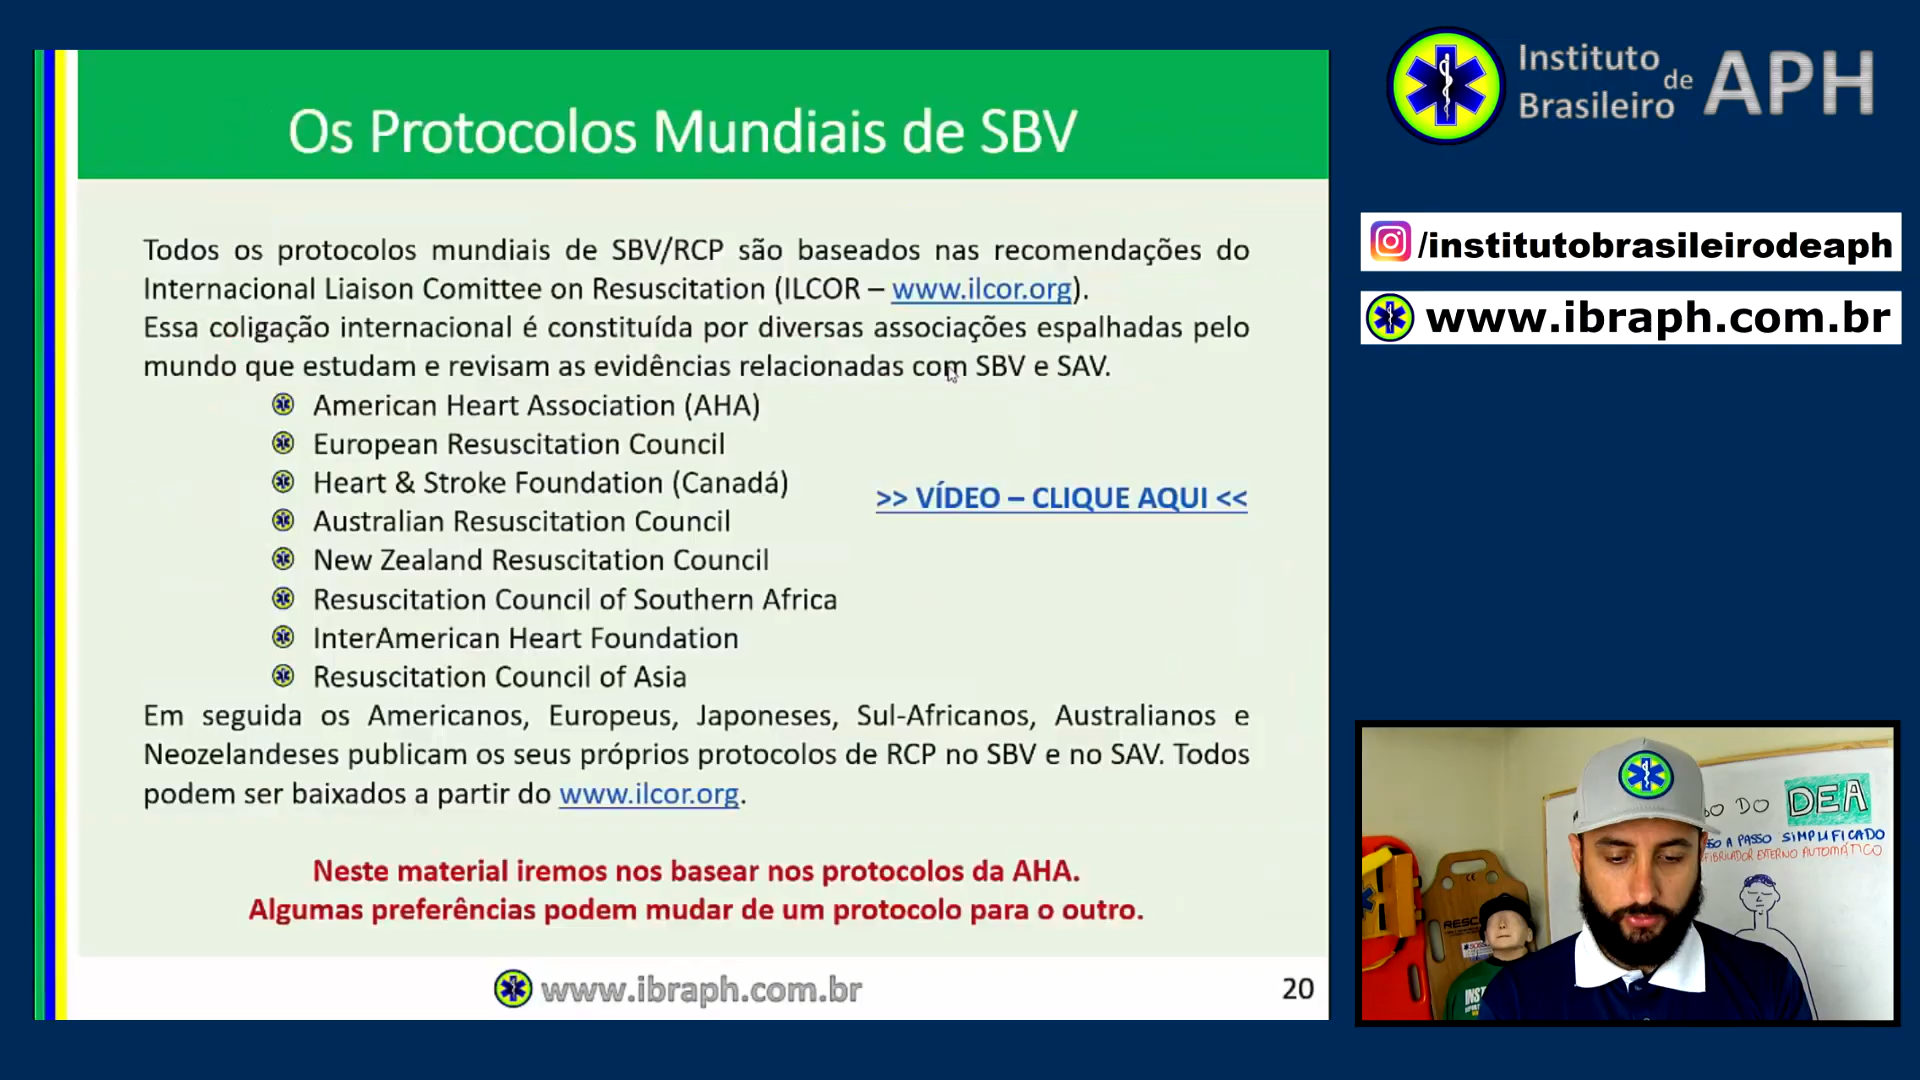 Os Protocolos Mundiais de SBV
Todos os protocolos mundiais de SBV/RCP são baseados nas recomendações do
Internacional Liaison Comittee on Resuscitation (ILCOR – www.ilcor.org).
Essa coligação internacional é constituída por diversas associações espalhadas pelo
mundo que estudam e revisam as evidências relacionadas com SBV e SAV.
American Heart Association (AHA)
European Resuscitation Council
Heart & Stroke Foundation (Canadá)
Australian Resuscitation Council
New Zealand Resuscitation Council
Resuscitation Council of Southern Africa
InterAmerican Heart Foundation
Resuscitation Council of Asia
>> VÍDEO – CLIQUE AQUI <<
Em seguida os Americanos, Europeus, Japoneses, Sul-Africanos, Australianos e
Neozelandeses publicam os seus próprios protocolos de RCP no SBV e no SAV. Todos
podem ser baixados a partir do www.ilcor.org.
Neste material iremos nos basear nos protocolos da AHA.
Algumas preferências podem mudar de um protocolo para o outro.
www.ibraph.com.br
20
Instituto
Brasileiro
de
APH
/institutobrasileirodeaph
www.ibraph.com.br
DO DEA
A PASSO SIMPLIFICADO
EXTERNO AUTOMÁTICO
RESC
INST